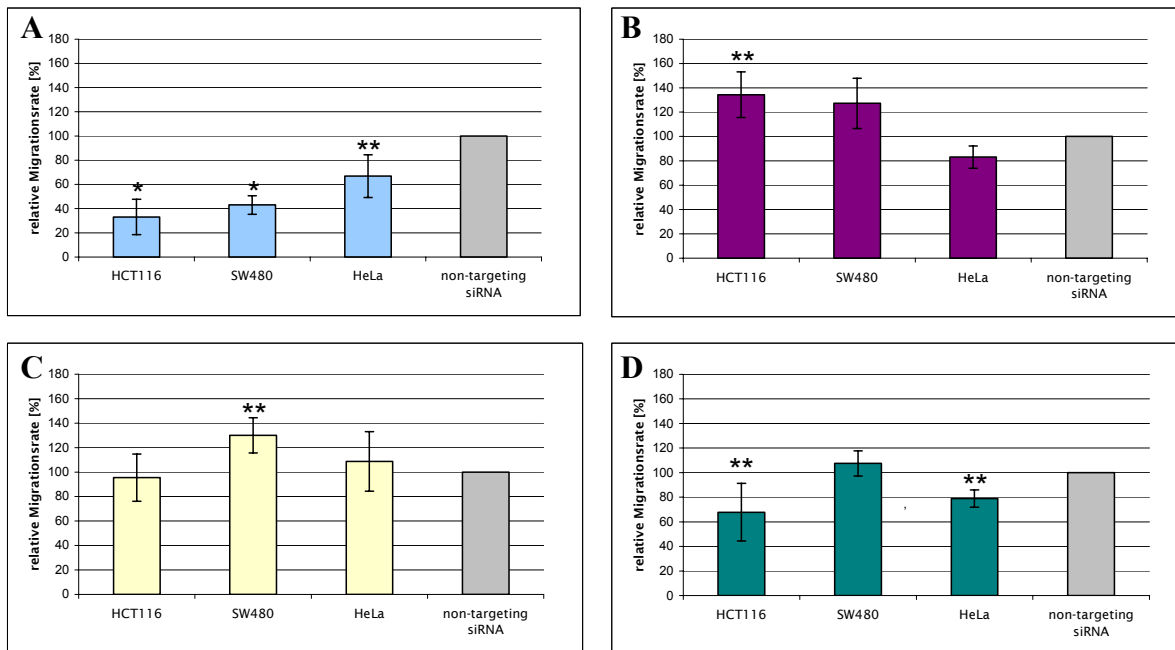 A
relative Migrationsrate [%]
180
160
140
120
100
80
60
40
20
0
*
*
**
HCT116
SW480
HeLa
non-targeting
siRNA
B
relative Migrationsrate [%]
180
160
140
120
100
80
60
40
20
0
**
HCT116
SW480
HeLa
non-targeting
siRNA
C
relative Migrationsrate [%]
180
160
140
120
100
80
60
40
20
0
**
HCT116
SW480
HeLa
non-targeting
siRNA
D
relative Migrationsrate [%]
180
160
140
120
100
80
60
40
20
0
**
**
,
HCT116
SW480
HeLa
non-targeting
siRNA